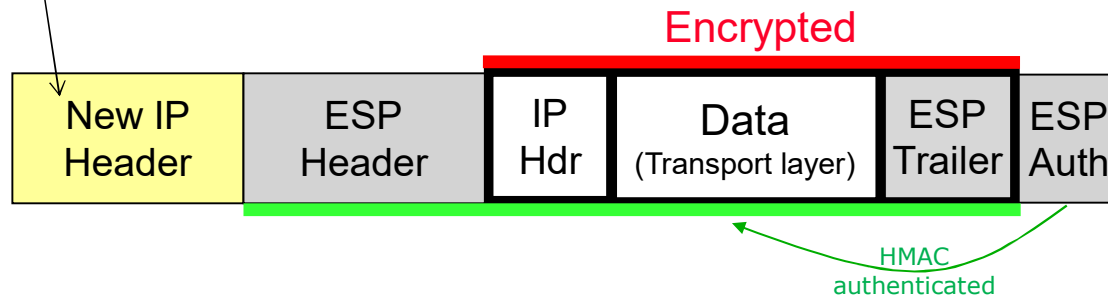 Encrypted
New IP
Header
ESP
Header
IP
Hdr
Data
(Transport layer)
ESP
Trailer
ESP
Auth
HMAC
authenticated